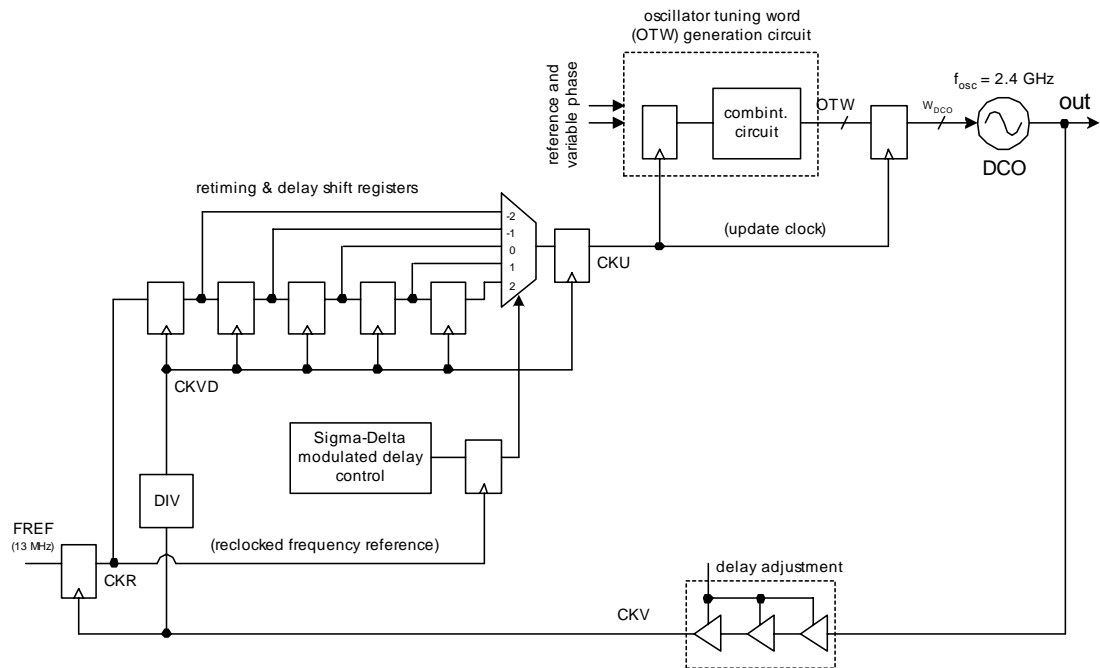 oscillator tuning word
(OTW) generation circuit
reference and
variable phase
combint.
circuit
OTW
W_DCO
f_osc = 2.4 GHz
out
DCO
retiming & delay shift registers
-2
-1
0
1
2
CKU
(update clock)
CKVD
Sigma-Delta
modulated delay
control
DIV
FREF
(13 MHz)
CKR
(reclocked frequency reference)
CKV
delay adjustment